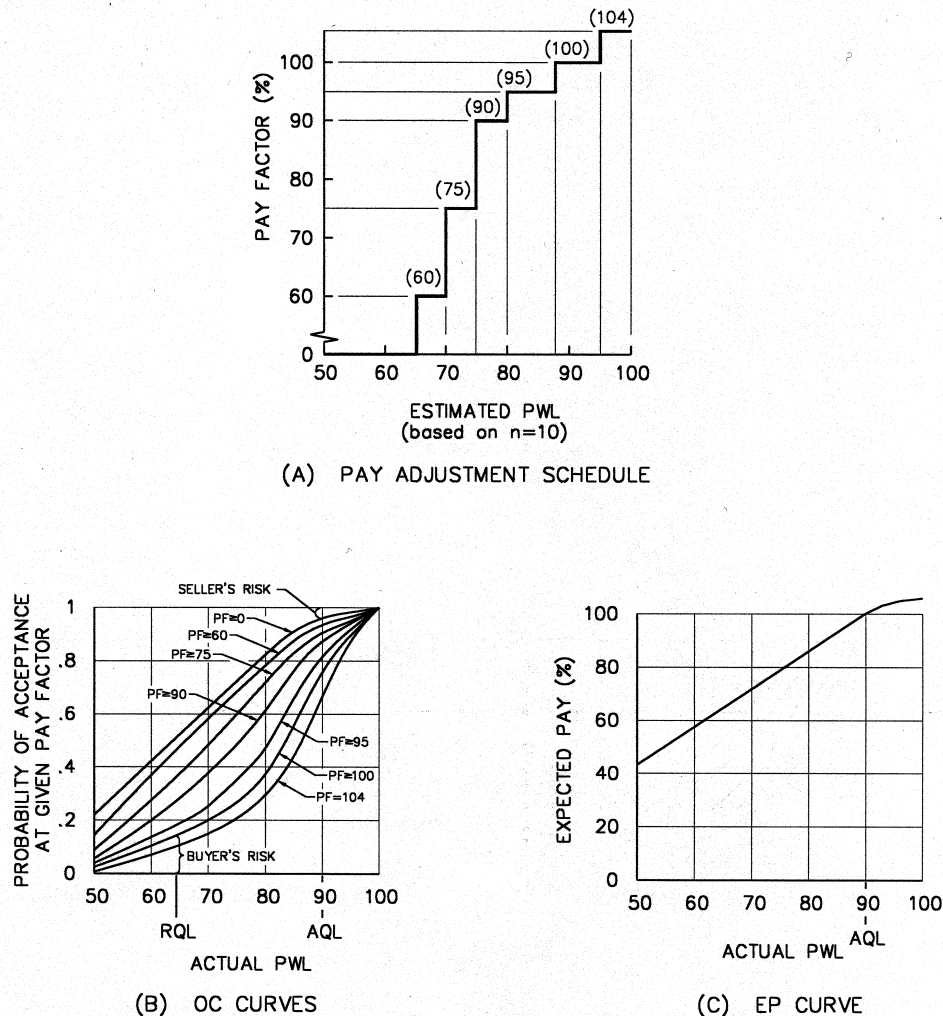 (104)
(100)
(95)
(90)
(75)
(60)
PAY FACTOR (%)
100
90
80
70
60
0
50 60 70 80 90 100
ESTIMATED PWL
(based on n=10)
(A) PAY ADJUSTMENT SCHEDULE
PROBABILITY OF ACCEPTANCE
AT GIVEN PAY FACTOR
1
.8
.6
.4
.2
0
SELLER'S RISK
PF≥0
PF≥60
PF≥75
PF≥90
PF≥95
PF≥100
PF=104
BUYER'S RISK
50 60 70 80 90 100
RQL
AQL
ACTUAL PWL
(B) OC CURVES
EXPECTED PAY (%)
100
80
60
40
20
0
50 60 70 80 90 100
AQL
ACTUAL PWL
(C) EP CURVE